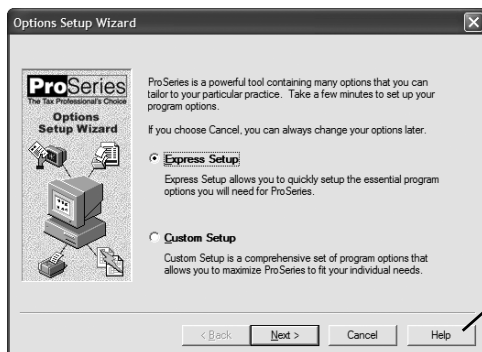 Options Setup Wizard
ProSeries
The Tax Professional's Choice
Options
Setup Wizard
ProSeries is a powerful tool containing many options that you can
tailor to your particular practice. Take a few minutes to set up your
program options.
If you choose Cancel, you can always change your options later.
Express Setup
Express Setup allows you to quickly setup the essential program
options you will need for ProSeries.
Custom Setup
Custom Setup is a comprehensive set of program options that
allows you to maximize ProSeries to fit your individual needs.
< Back Next > Cancel Help